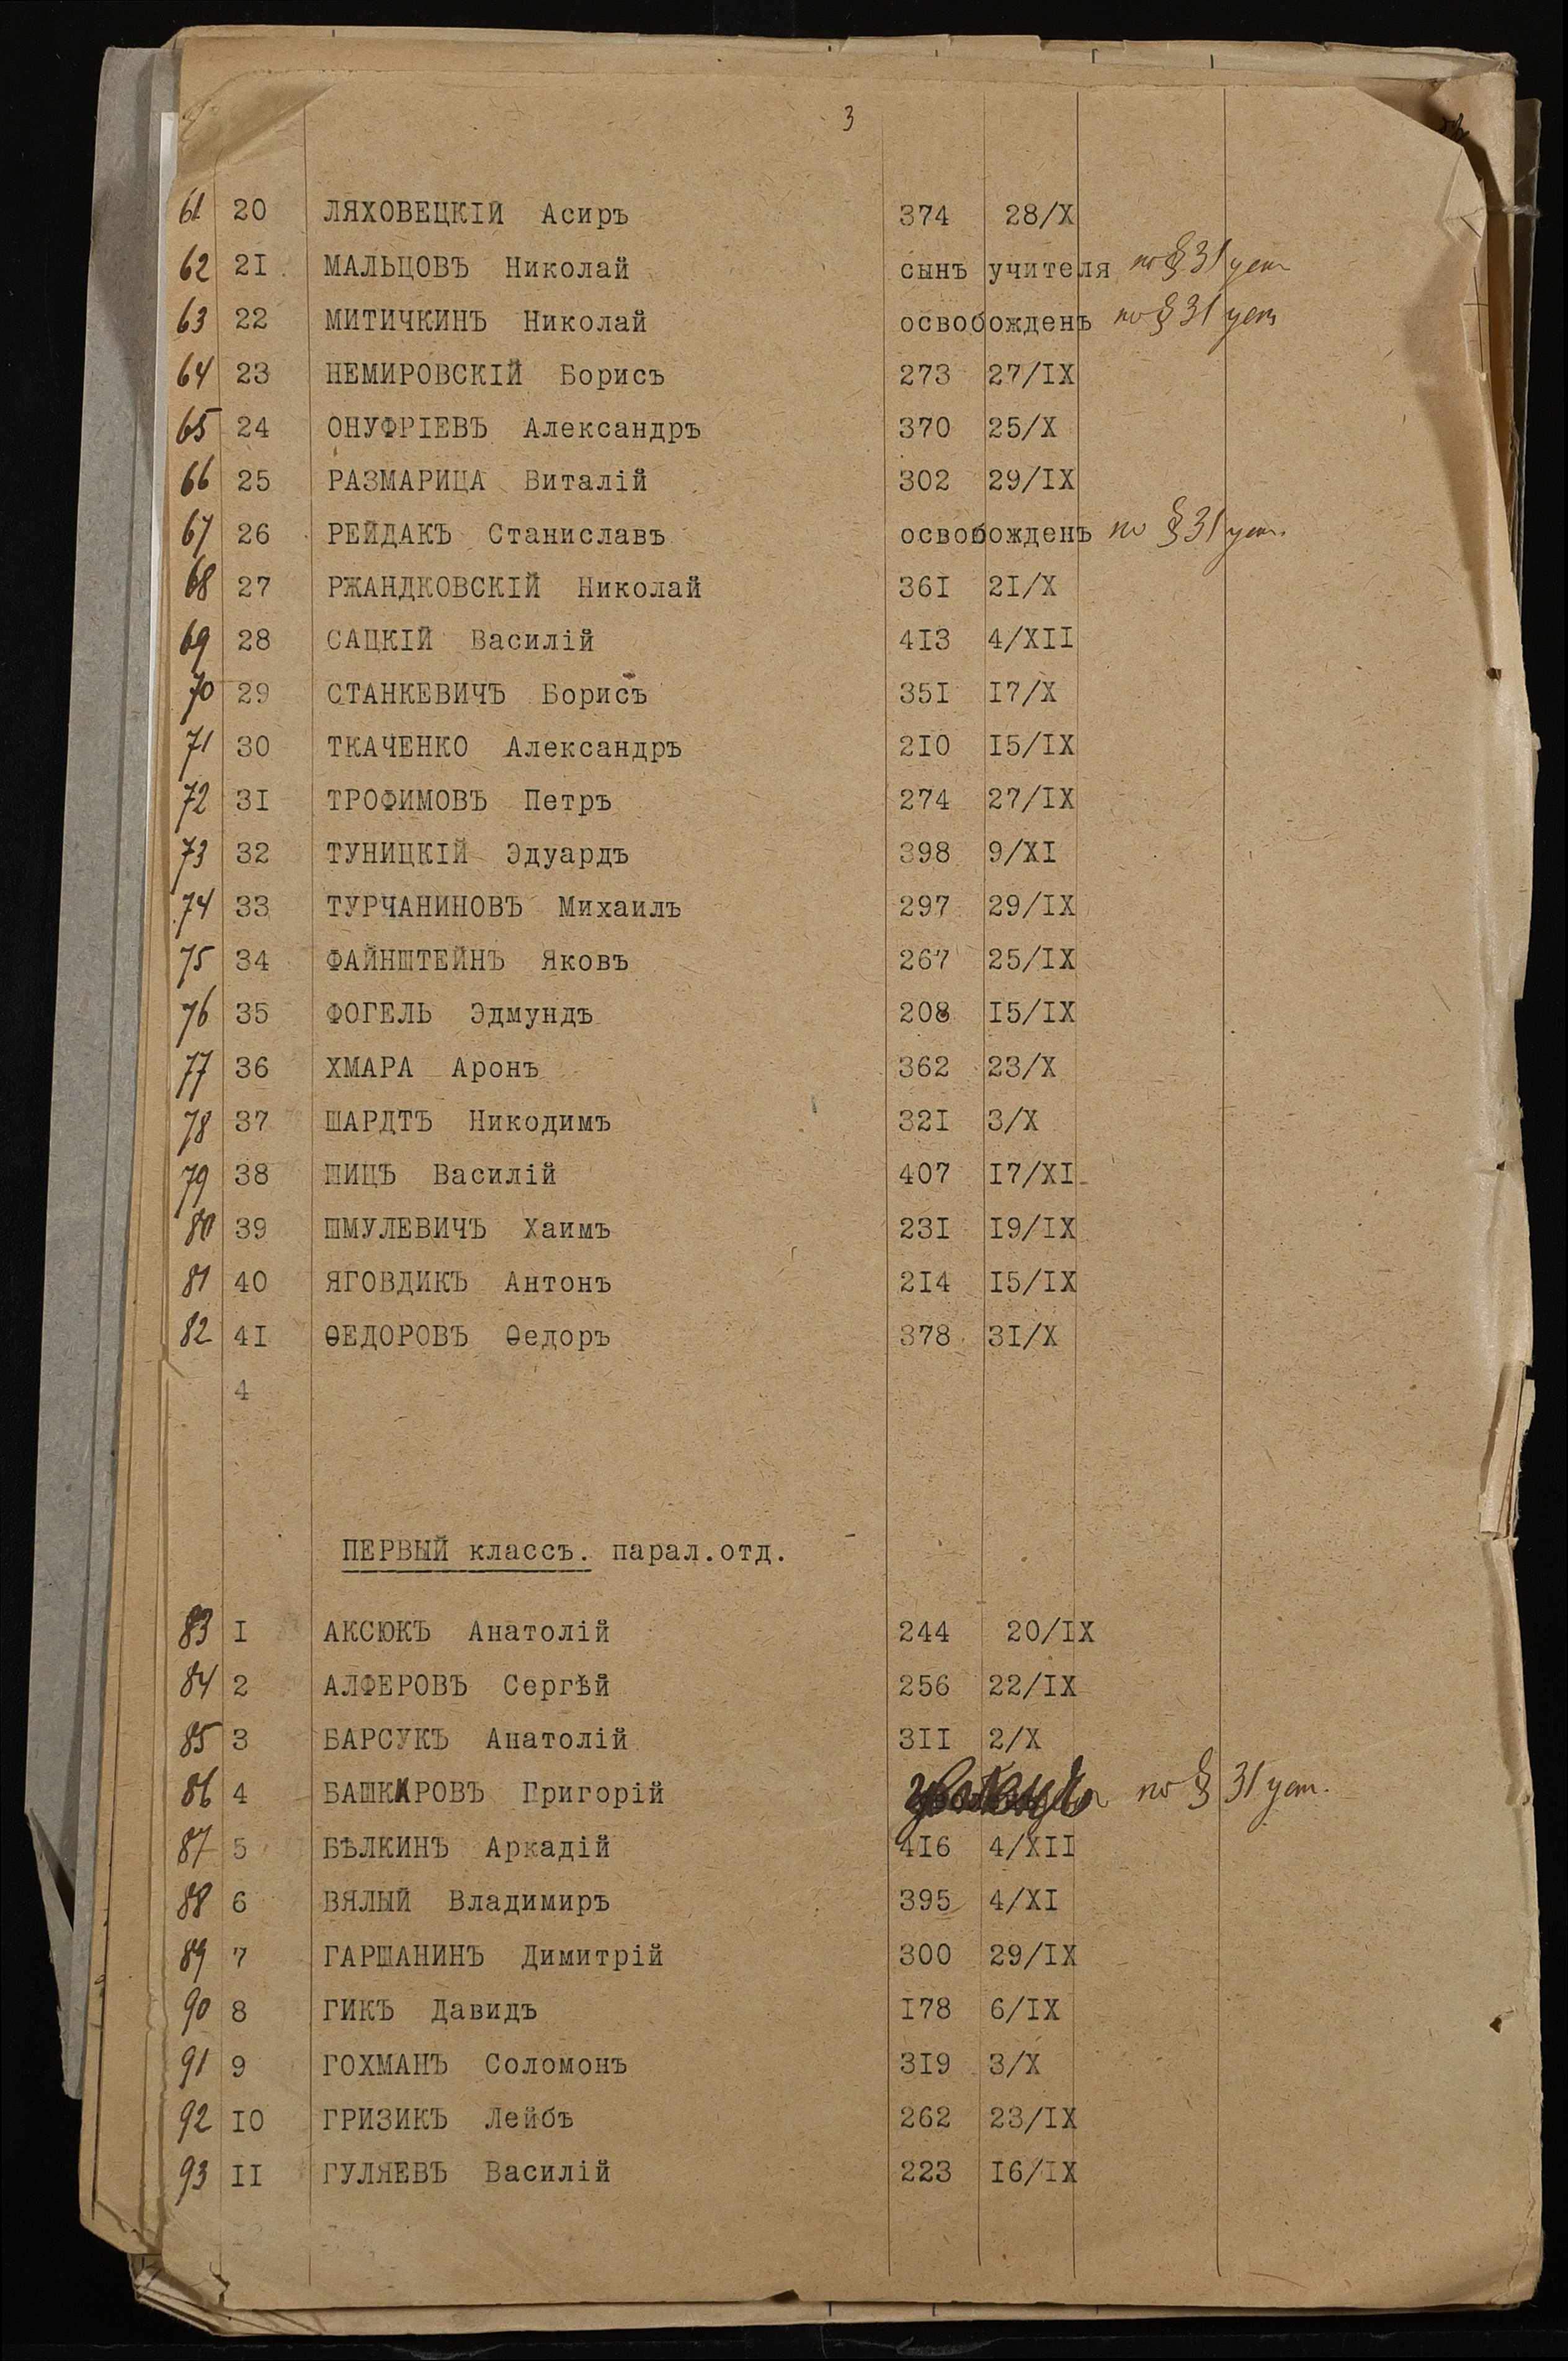 3
61 20 ЛЯХОВЕЦКІЙ Асиръ 374 28/X
62 2I МАЛЬЦОВЪ Николай сынъ учителя по § 31 уст
63 22 МИТИЧКИНЪ Николай освобожденъ по § 31 уст
64 23 НЕМИРОВСКІЙ Борисъ 273 27/IX
65 24 ОНУФРІЕВЪ Александръ 370 25/X
66 25 РАЗМАРИЦА Виталій 302 29/IX
67 26 РЕЙДАКЪ Станиславъ освобожденъ по § 31 уст.
68 27 РЖАНДКОВСКІЙ Николай 36I 2I/X
69 28 САЦКІЙ Василій 4I3 4/XII
70 29 СТАНКЕВИЧЪ Борисъ 35I I7/X
71 30 ТКАЧЕНКО Александръ 2I0 I5/IX
72 3I ТРОФИМОВЪ Петръ 274 27/IX
73 32 ТУНИЦКІЙ Эдуардъ 398 9/XI
74 33 ТУРЧАНИНОВЪ Михаилъ 297 29/IX
75 34 ФАЙНШТЕЙНЪ Яковъ 267 25/IX
76 35 ФОГЕЛЬ Эдмундъ 208 I5/IX
77 36 ХМАРА Аронъ 362 23/X
78 37 ШАРДТЪ Никодимъ 32I 3/X
79 38 ШИЦЪ Василій 407 I7/XI
80 39 ШМУЛЕВИЧЪ Хаимъ 23I I9/IX
81 40 ЯГОВДИКЪ Антонъ 2I4 I5/IX
82 4I ѲЕДОРОВЪ Ѳедоръ 378 3I/X
4
ПЕРВЫЙ классъ. парал.отд.
83 I АКСЮКЪ Анатолій 244 20/IX
84 2 АЛФЕРОВЪ Сергѣй 256 22/IX
85 3 БАРСУКЪ Анатолій 3II 2/X
86 4 БАШКИРОВЪ Григорій по § 31 уст.
87 5 БѢЛКИНЪ Аркадій 4I6 4/XII
88 6 ВЯЛЫЙ Владимиръ 395 4/XI
89 7 ГАРШАНИНЪ Димитрій 300 29/IX
90 8 ГИКЪ Давидъ I78 6/IX
91 9 ГОХМАНЪ Соломонъ 3I9 3/X
92 I0 ГРИЗИКЪ Лейбъ 262 23/IX
93 II ГУЛЯЕВЪ Василій 223 I6/IX